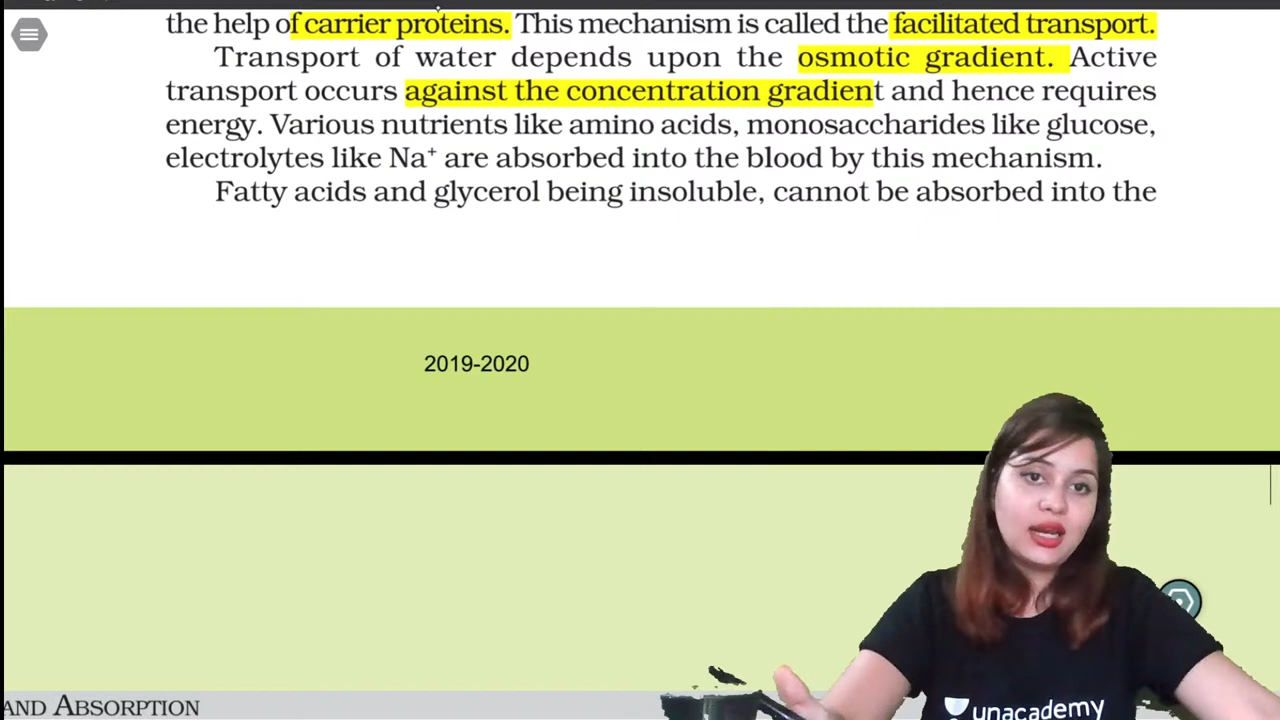 the help of carrier proteins. This mechanism is called the facilitated transport.
Transport of water depends upon the osmotic gradient. Active
transport occurs against the concentration gradient and hence requires
energy. Various nutrients like amino acids, monosaccharides like glucose,
electrolytes like Na⁺ are absorbed into the blood by this mechanism.
Fatty acids and glycerol being insoluble, cannot be absorbed into the
2019-2020
AND ABSORPTION
unacademy